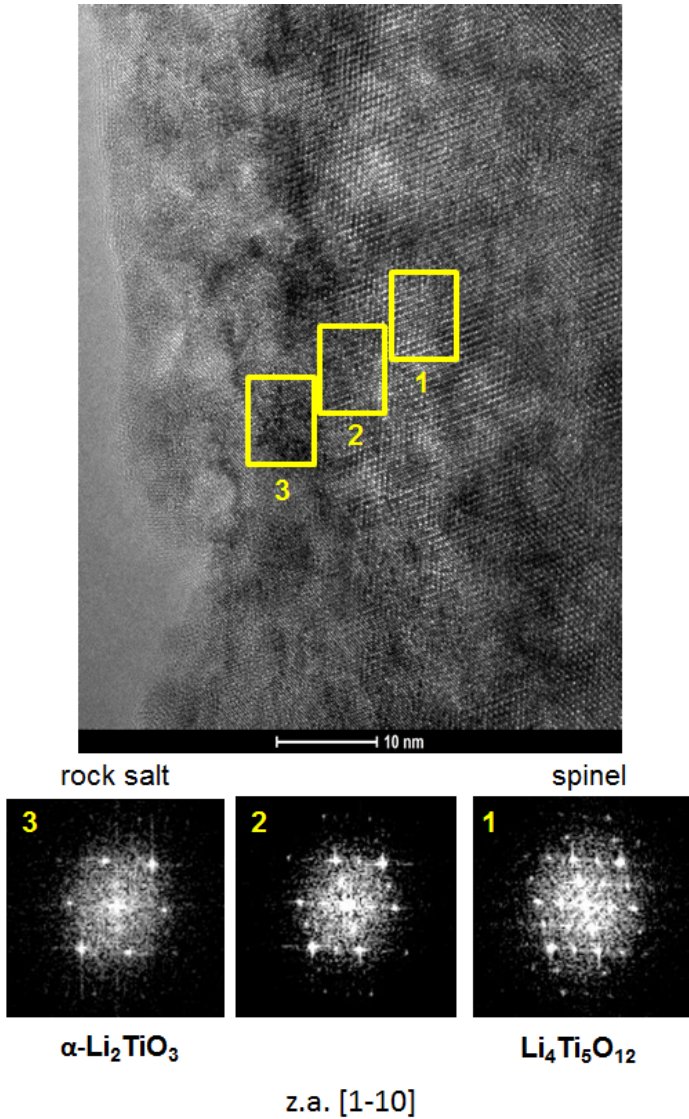 1
2
3
10 nm
rock salt spinel
3 2 1
α-Li₂TiO₃ Li₄Ti₅O₁₂
z.a. [1-10]